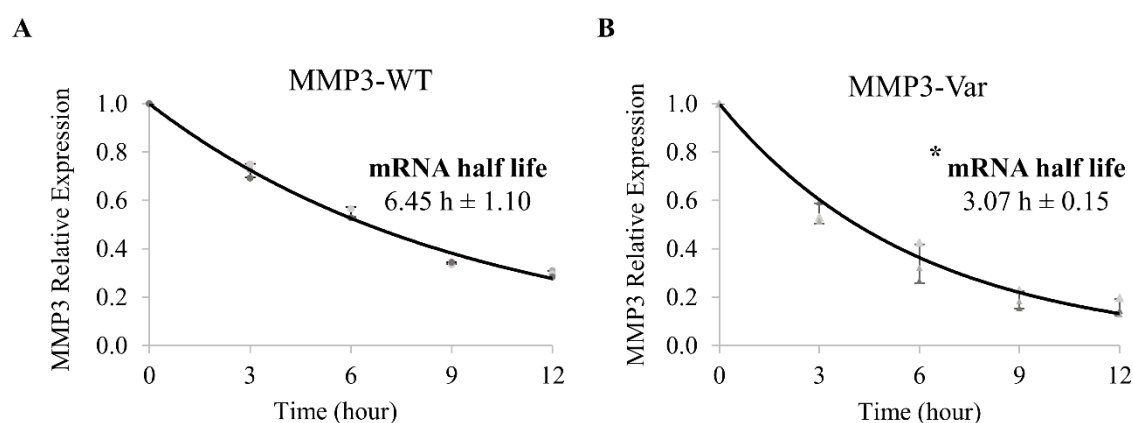 A
MMP3-WT
MMP3 Relative Expression
1.0
0.8
0.6
0.4
0.2
0.0
mRNA half life
6.45 h ± 1.10
0 3 6 9 12
Time (hour)
B
MMP3-Var
MMP3 Relative Expression
1.0
0.8
0.6
0.4
0.2
0.0
* mRNA half life
3.07 h ± 0.15
0 3 6 9 12
Time (hour)